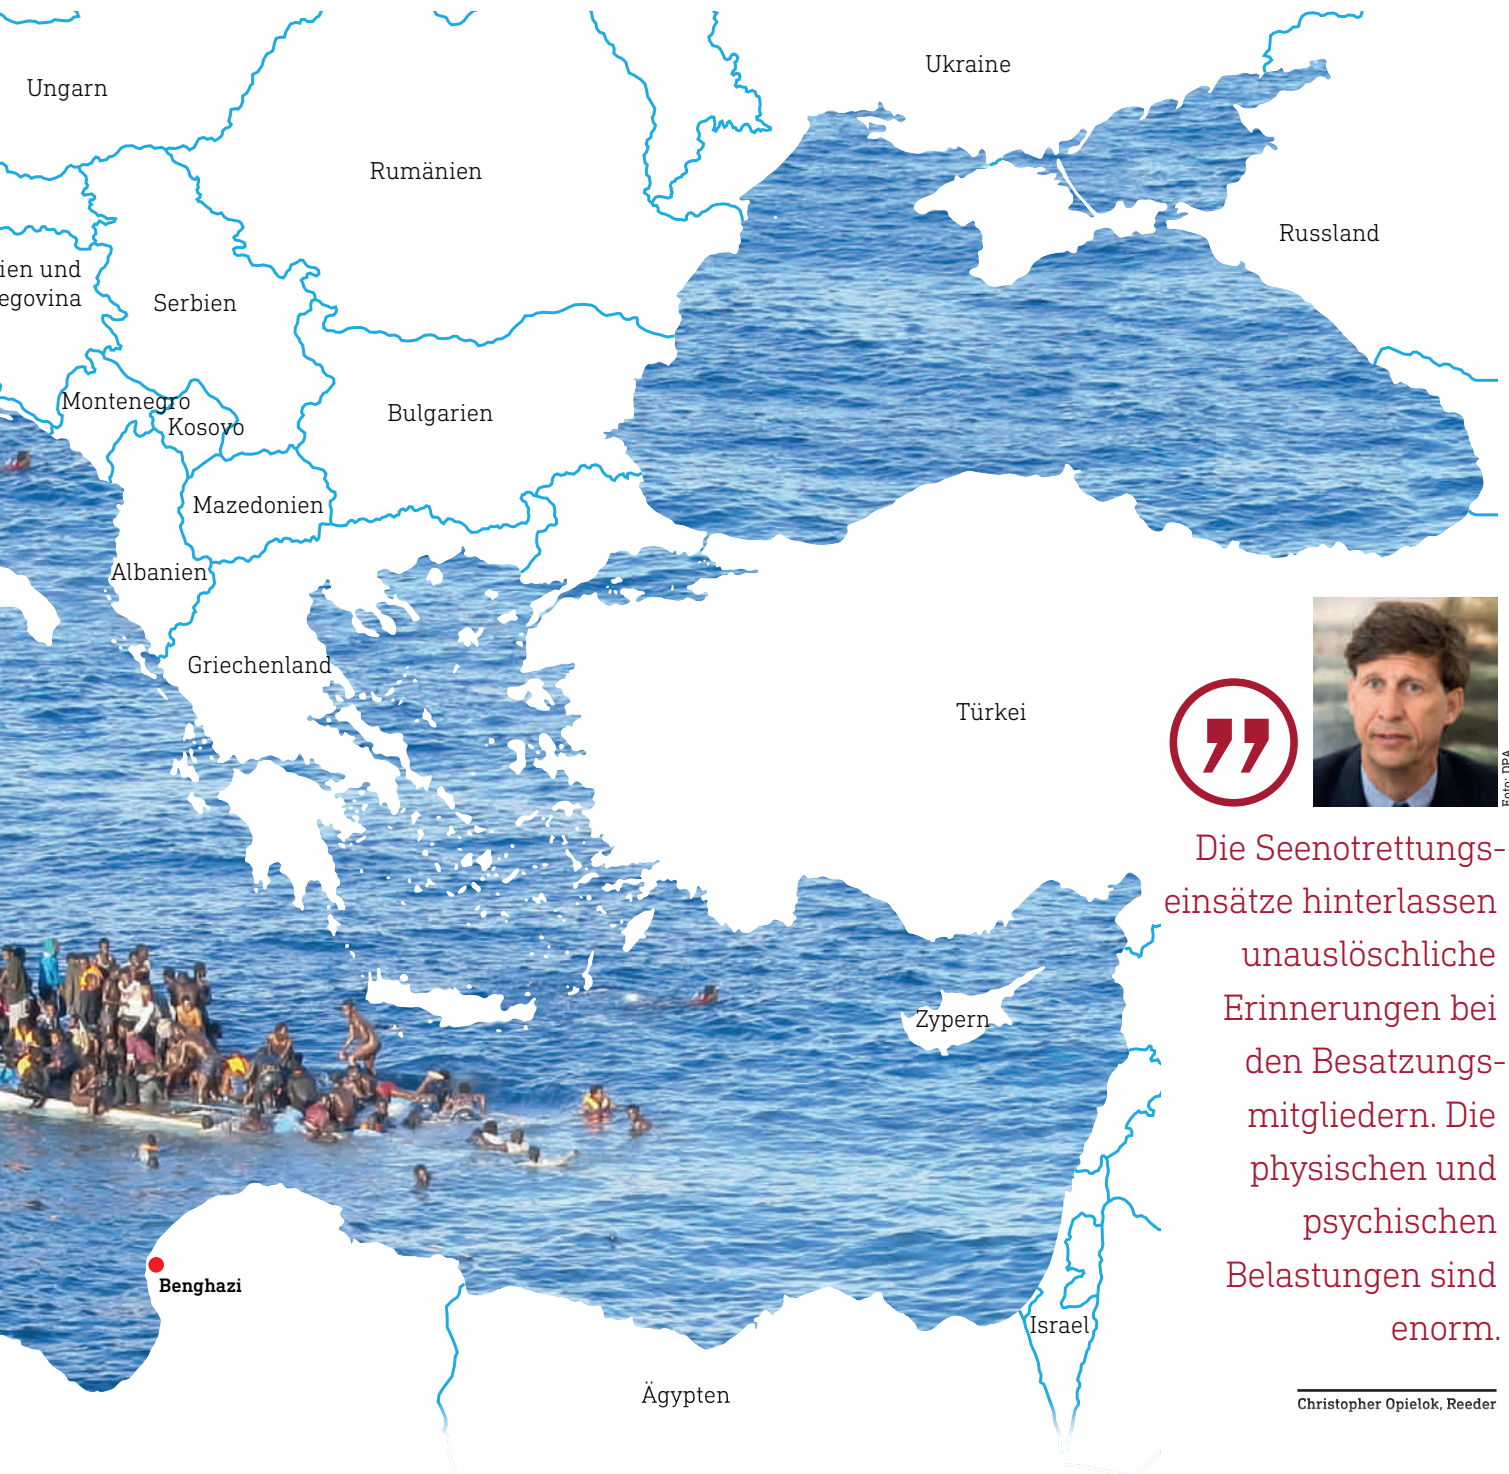 Ukraine
Ungarn
Rumänien
Russland
ien und
egovina
Serbien
Montenegro
Kosovo
Bulgarien
Mazedonien
Albanien
Griechenland
Türkei
Zypern
Benghazi
Israel
Ägypten
”
Foto: DPA
Die Seenotrettungs-
einsätze hinterlassen
unauslöschliche
Erinnerungen bei
den Besatzungs-
mitgliedern. Die
physischen und
psychischen
Belastungen sind
enorm.
Christopher Opielok, Reeder